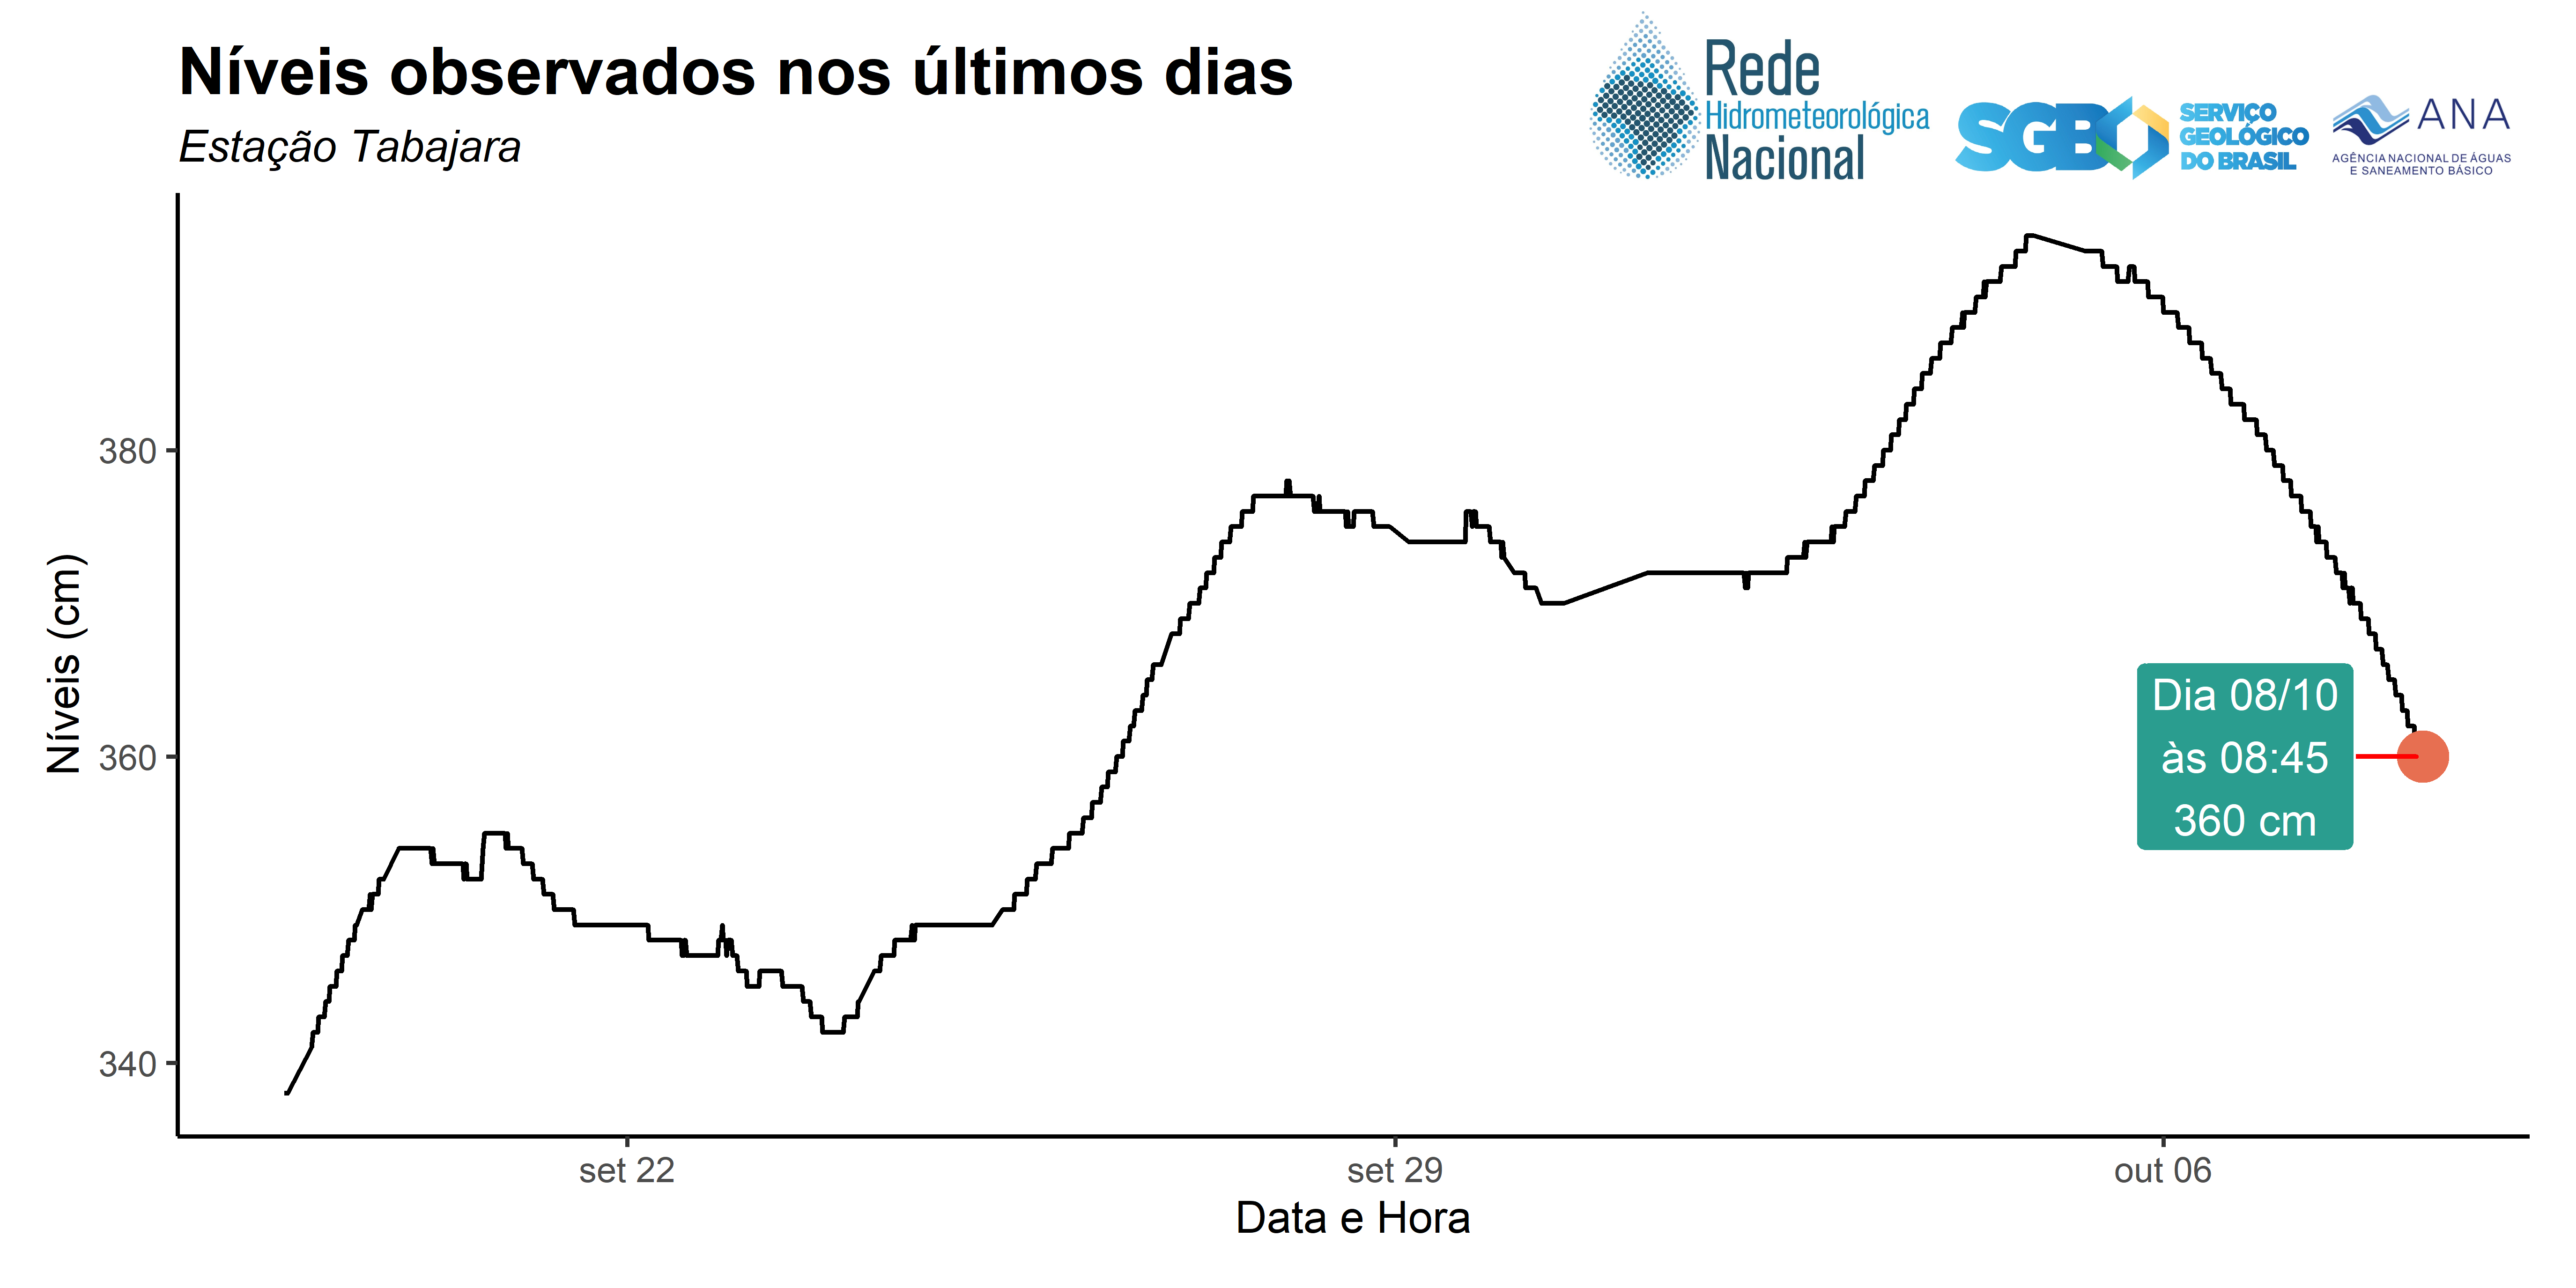 Níveis observados nos últimos dias
Estação Tabajara
Rede
Hidrometeorológica
Nacional
SGB
SERVIÇO
GEOLÓGICO
DO BRASIL
ANA
AGÊNCIA NACIONAL DE ÁGUAS
E SANEAMENTO BÁSICO
Níveis (cm)
380
360
340
Dia 08/10
às 08:45
360 cm
set 22
set 29
out 06
Data e Hora